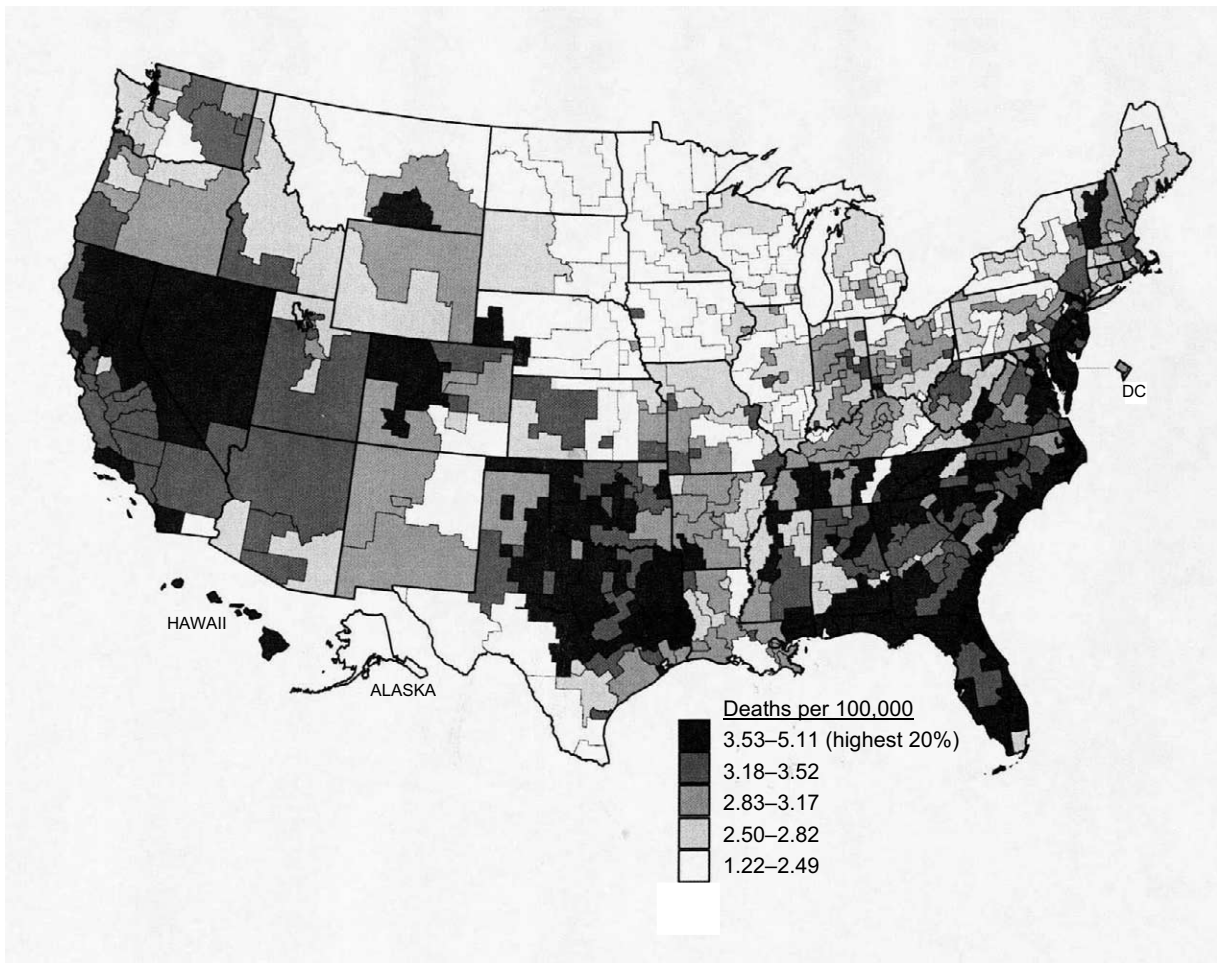 DC
HAWAII
ALASKA
Deaths per 100,000
3.53–5.11 (highest 20%)
3.18–3.52
2.83–3.17
2.50–2.82
1.22–2.49